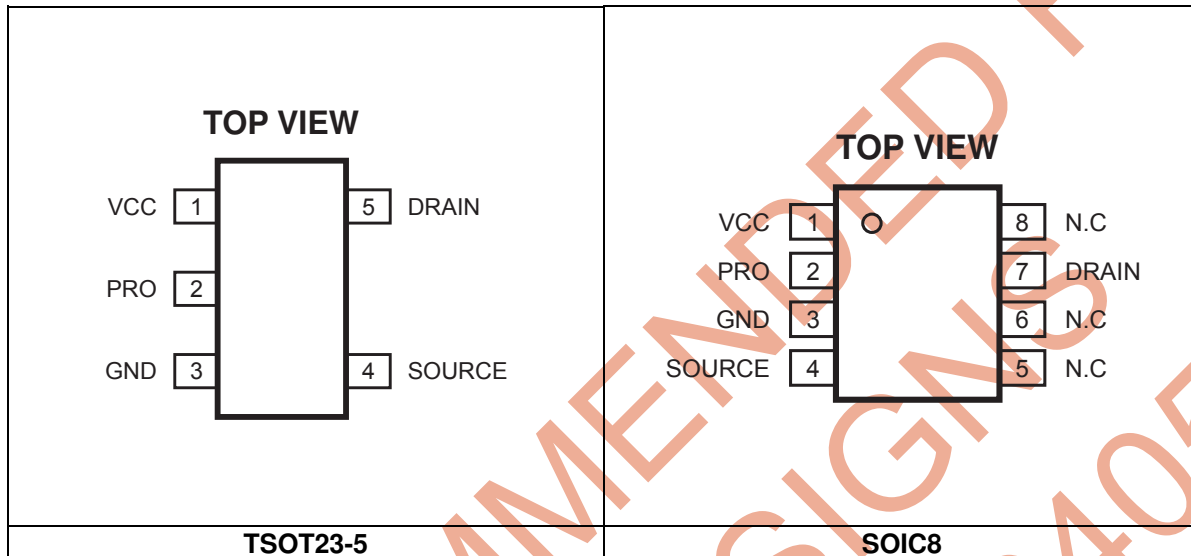 TOP VIEW
VCC 1 5 DRAIN
PRO 2
GND 3 4 SOURCE
TSOT23-5
TOP VIEW
VCC 1 8 N.C
PRO 2 7 DRAIN
GND 3 6 N.C
SOURCE 4 5 N.C
SOIC8